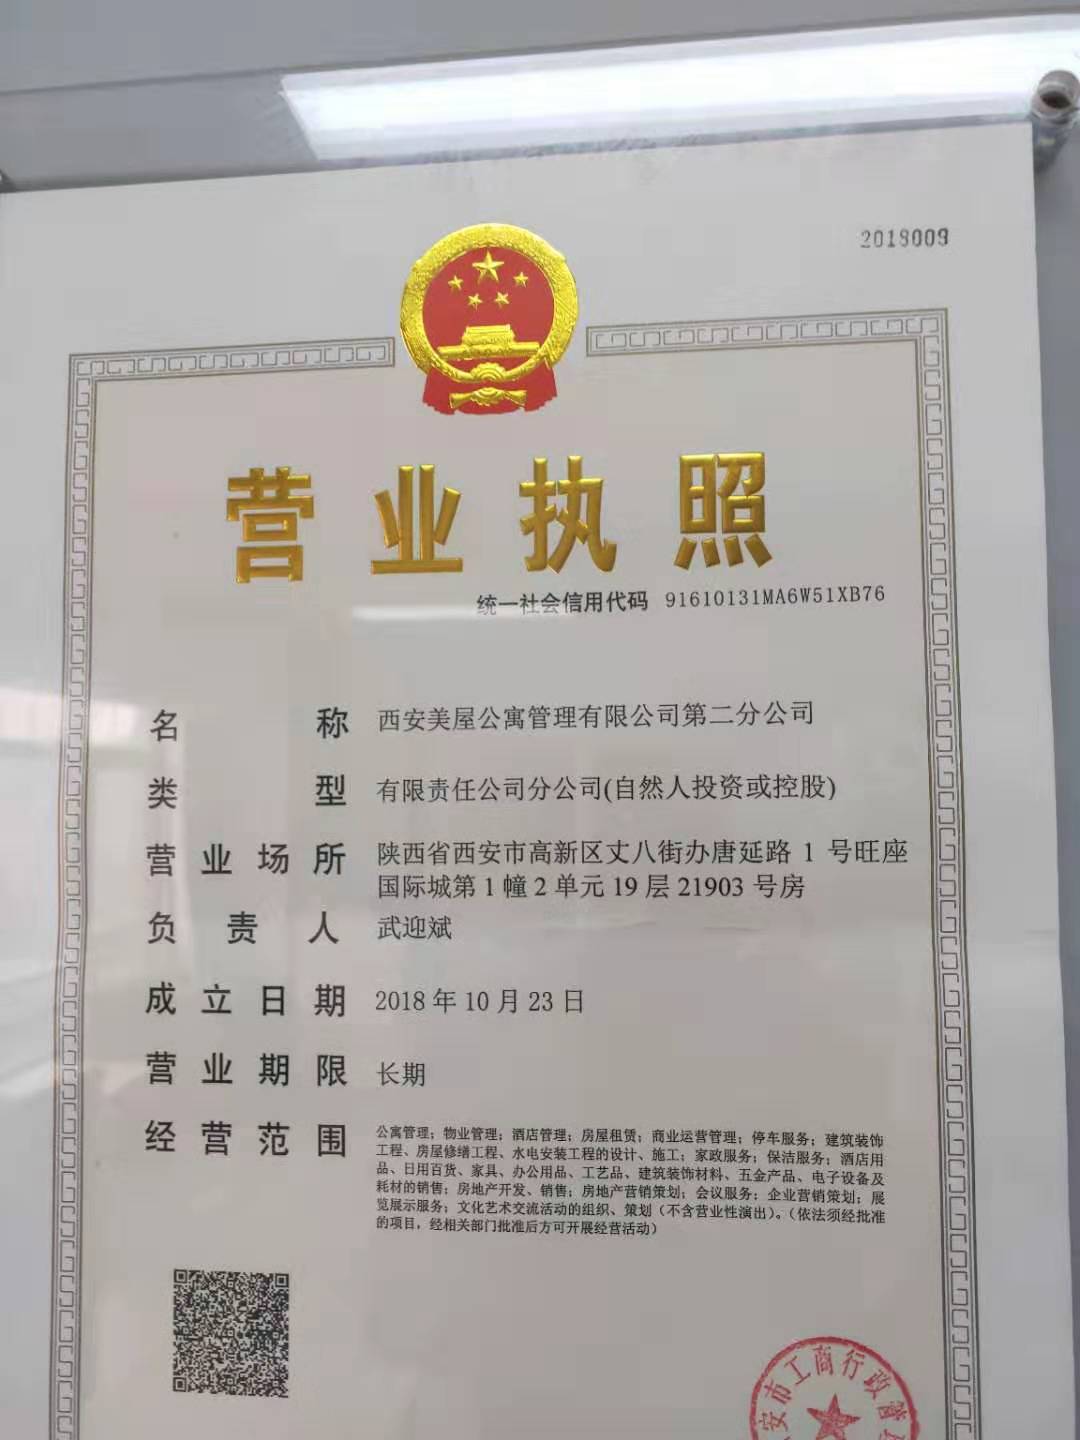 2019009
营业执照
统一社会信用代码 91610131MA6W51XB76
名称 西安美屋公寓管理有限公司第二分公司
类型 有限责任公司分公司(自然人投资或控股)
营业场所 陕西省西安市高新区丈八街办唐延路 1 号旺座
国际城第 1 幢 2 单元 19 层 21903 号房
负责人 武迎斌
成立日期 2018 年 10 月 23 日
营业期限 长期
经营范围 公寓管理；物业管理；酒店管理；房屋租赁；商业运营管理；停车服务；建筑装饰
工程、房屋修缮工程、水电安装工程的设计、施工；家政服务；保洁服务；酒店用
品、日用百货、家具、办公用品、工艺品、建筑装饰材料、五金产品、电子设备及
耗材的销售；房地产开发、销售；房地产营销策划；会议服务；企业营销策划；展
览展示服务；文化艺术交流活动的组织、策划（不含营业性演出）。（依法须经批准
的项目，经相关部门批准后方可开展经营活动）
安市工商行政管